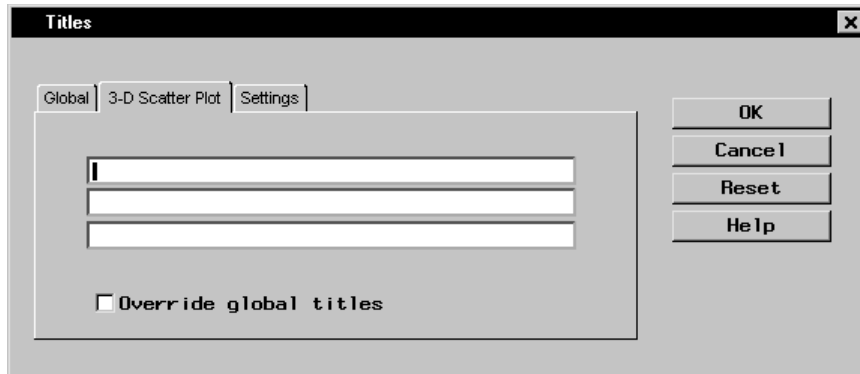 Titles
Global 3-D Scatter Plot Settings
OK
Cancel
Reset
Help
Override global titles